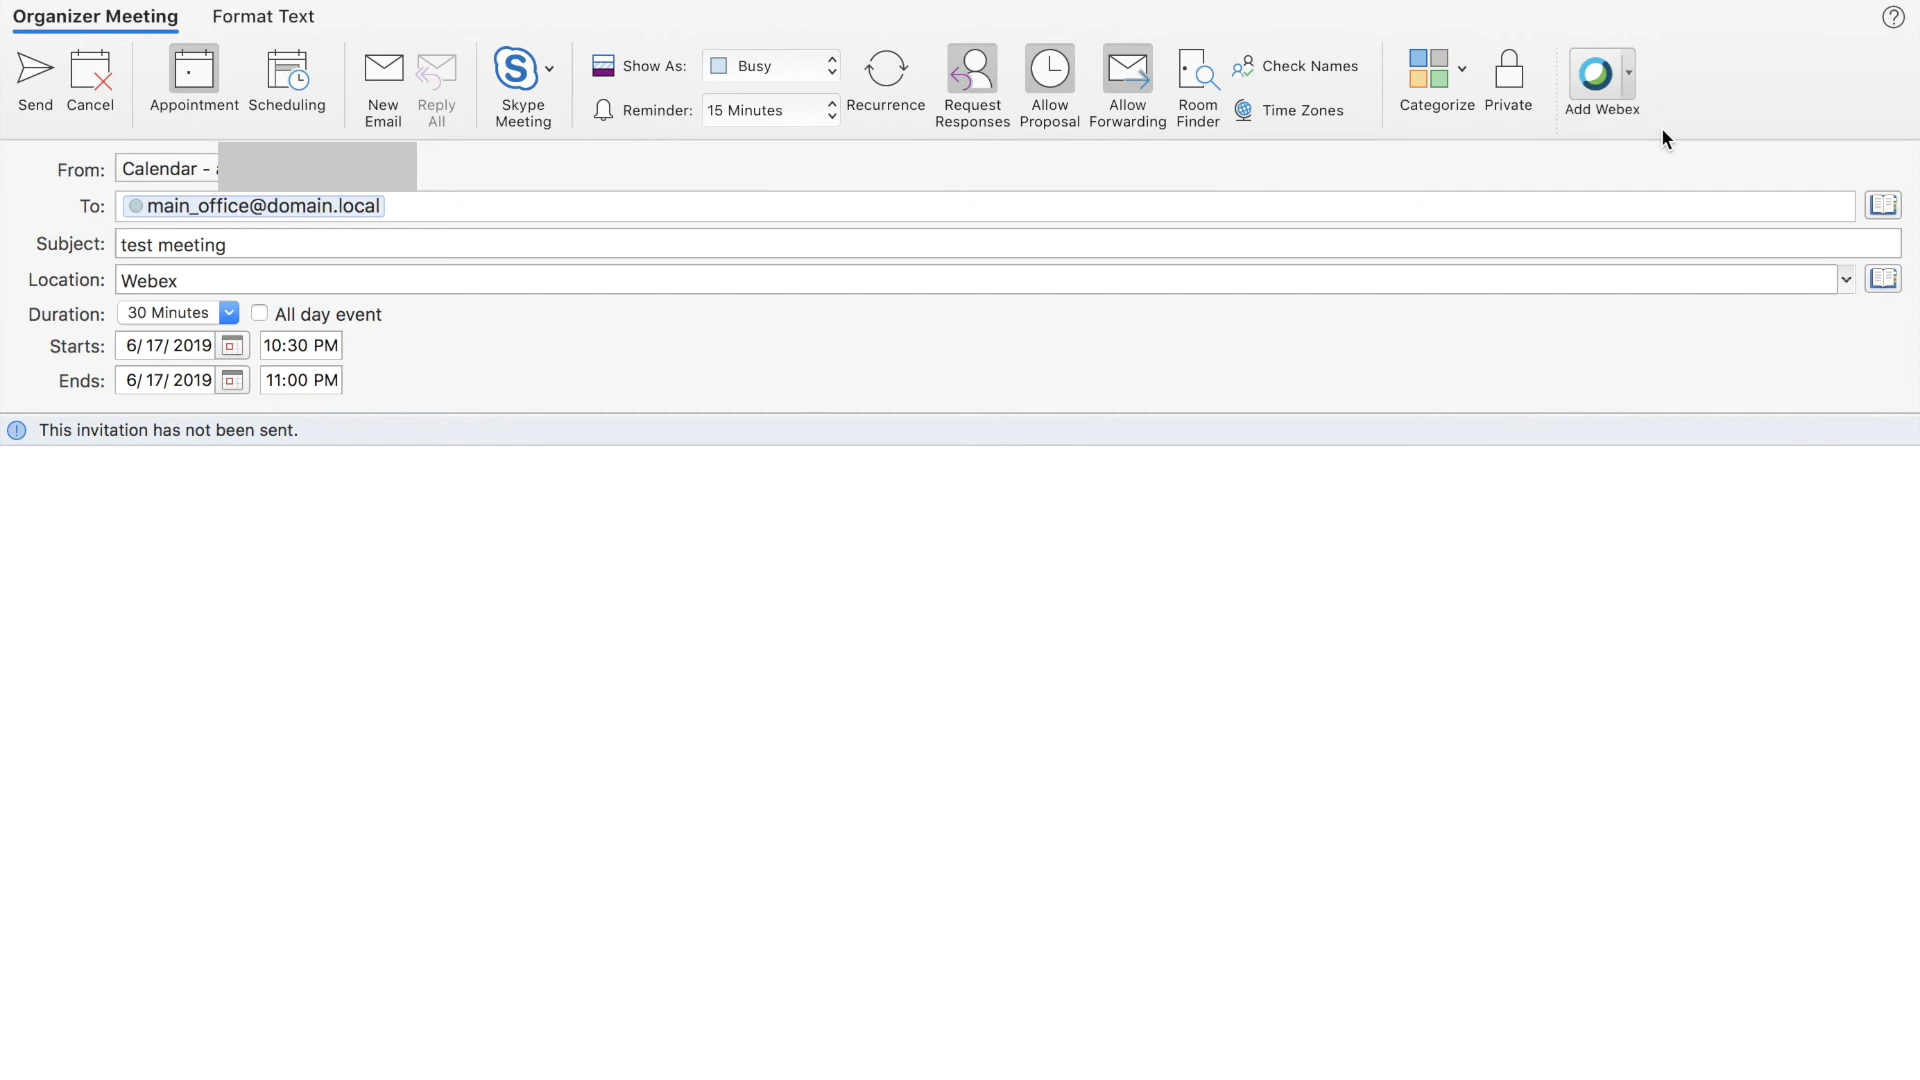 Organizer Meeting Format Text
Send Cancel Appointment Scheduling New Email Reply All Skype Meeting
Show As: Busy
Reminder: 15 Minutes
Recurrence Request Responses Allow Proposal Allow Forwarding Room Finder
Check Names
Time Zones
Categorize Private Add Webex
From: Calendar -
To: main_office@domain.local
Subject: test meeting
Location: Webex
Duration: 30 Minutes All day event
Starts: 6/17/2019 10:30 PM
Ends: 6/17/2019 11:00 PM
This invitation has not been sent.